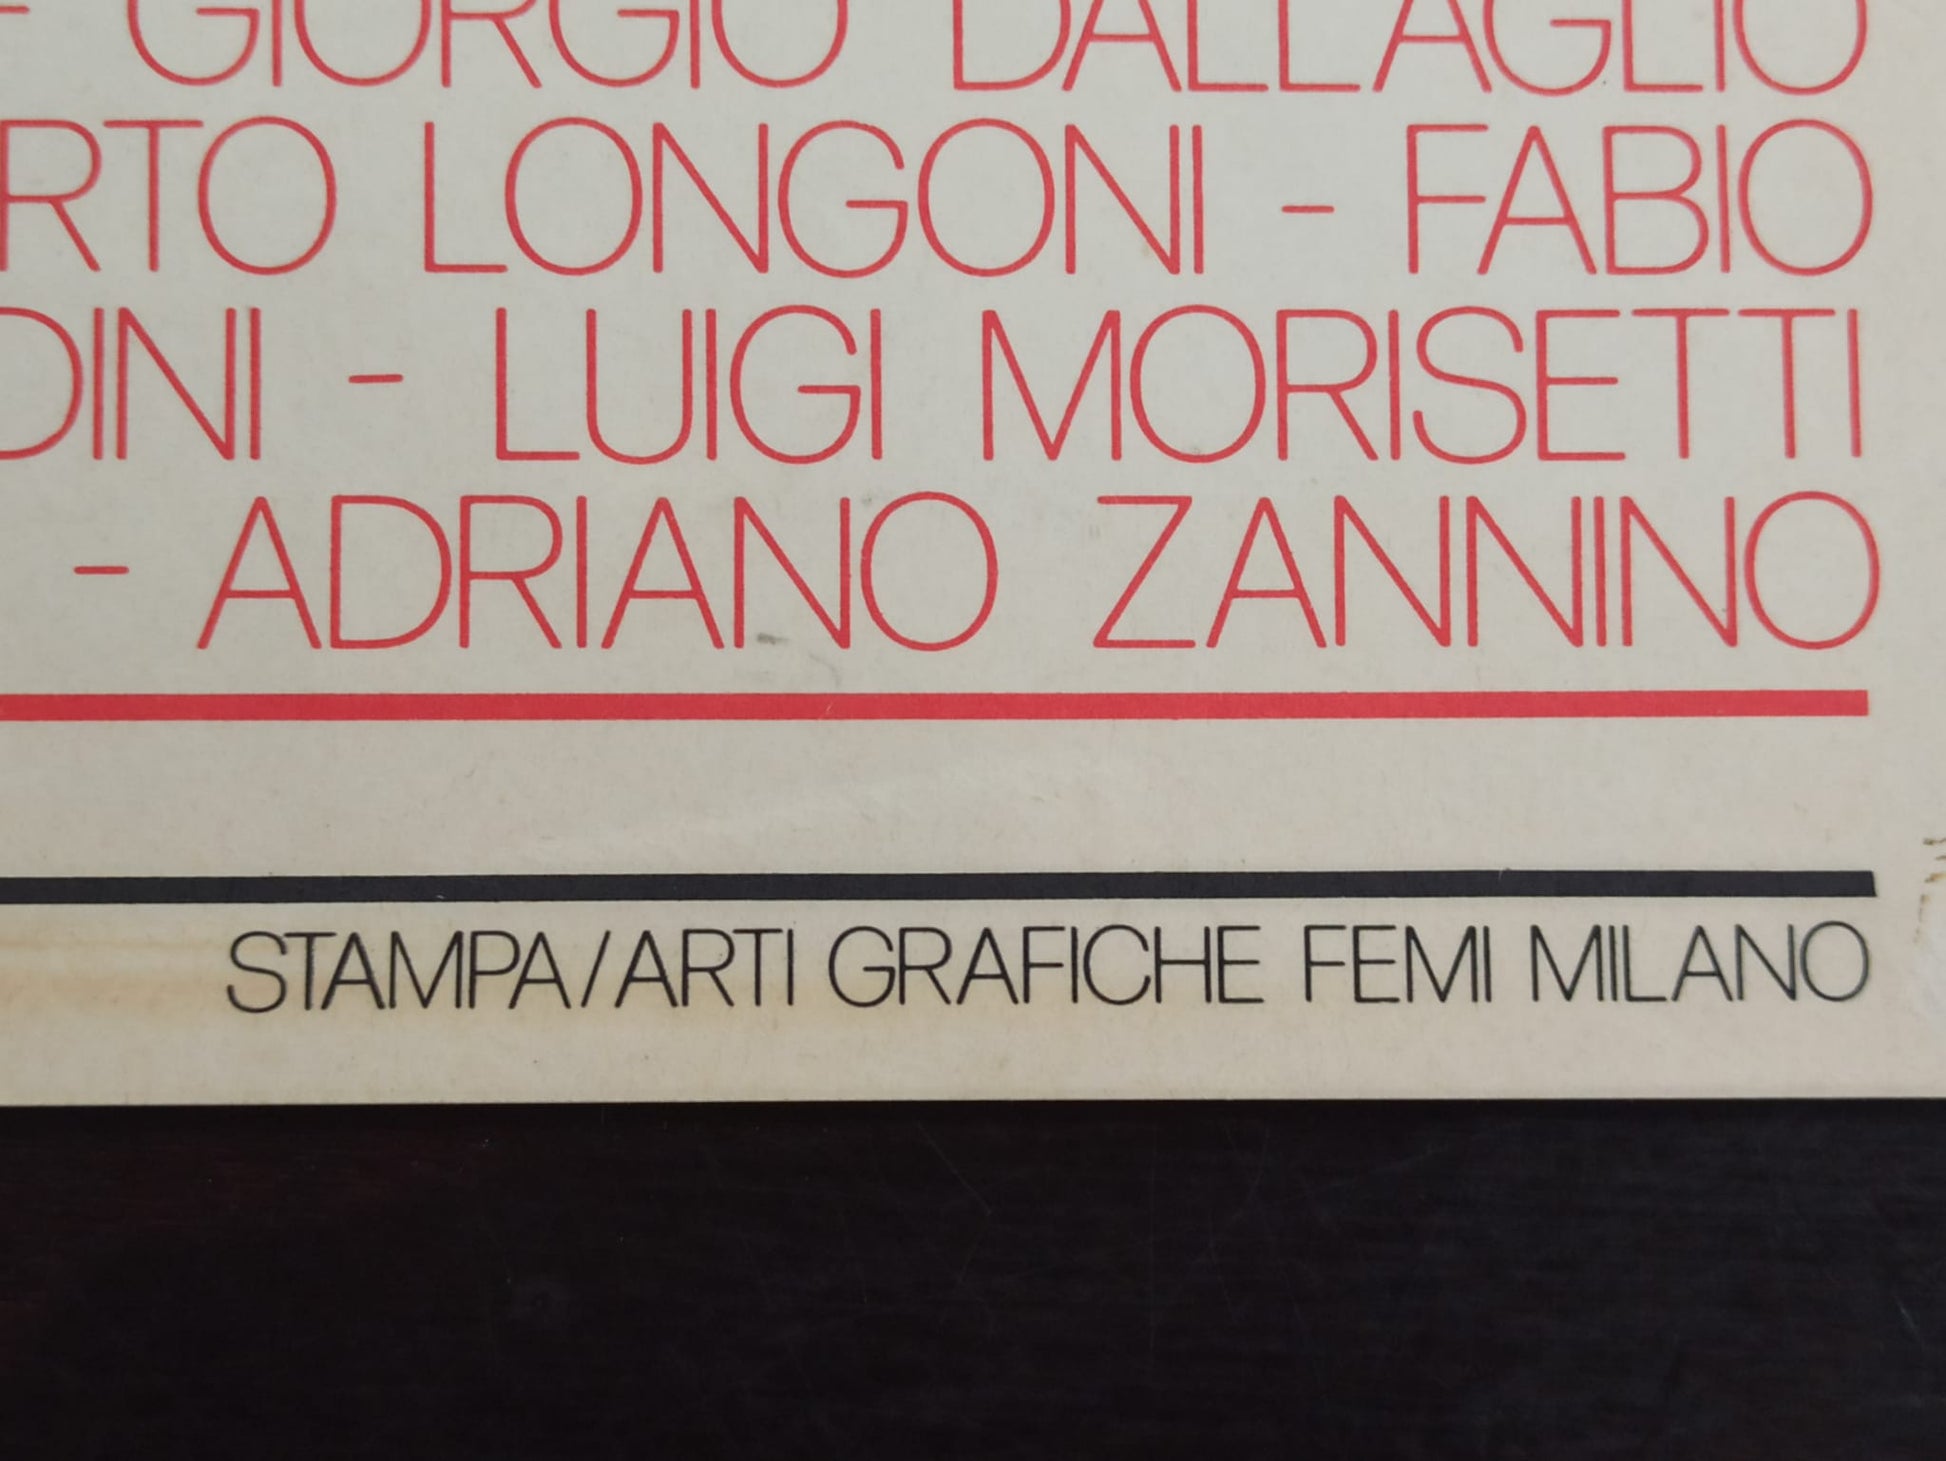 - GIORGIO DALLAGLIO
RTO LONGONI - FABIO
DINI - LUIGI MORISETTI
- ADRIANO ZANNINO
STAMPA/ARTI GRAFICHE FEMI MILANO